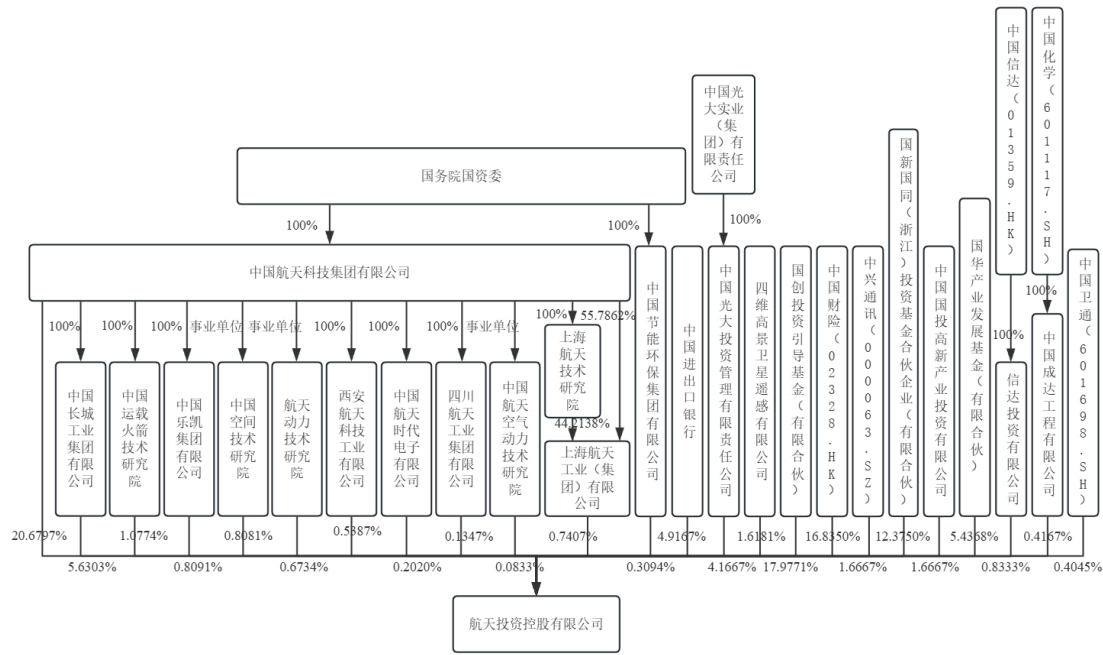 中国信达（01359.HK）
中国化学（601117.SH）
中国光
大实业
（集
团）有
限责任
公司
国务院国资委
100%
100%
100%
中国航天科技集团有限公司
100%
100%
100%
事业单位
事业单位
100%
100%
100%
事业单位
100%
55.7862%
上海
航天
技术
研究
院
44.2138%
中国
长城
工业
集团
有限
公司
中国
运载
火箭
技术
研究
院
中国
乐凯
集团
有限
公司
中国
空间
技术
研究
院
航天
动力
技术
研究
院
西安
航天
科技
工业
有限
公司
中国
航天
时代
电子
有限
公司
四川
航天
工业
集团
有限
公司
中国
航天
空气
动力
技术
研究
院
上海航天
工业（集
团）有限
公司
中国节能环保集团有限公司
中国进出口银行
中国光大投资管理有限责任公司
四维高景卫星遥感有限公司
国创投资引导基金（有限合伙）
中国财险（02328.HK）
中兴通讯（000063.SZ）
国新国同（浙江）投资基金合伙企业（有限合伙）
中国国投高新产业投资有限公司
国华产业发展基金（有限合伙）
100%
信达投资有限公司
100%
中国成达工程有限公司
中国卫通（601698.SH）
20.6797%
5.6303%
1.0774%
0.8091%
0.8081%
0.6734%
0.5387%
0.2020%
0.1347%
0.0833%
0.7407%
0.3094%
4.9167%
4.1667%
1.6181%
17.9771%
16.8350%
1.6667%
12.3750%
1.6667%
5.4368%
0.8333%
0.4167%
0.4045%
航天投资控股有限公司